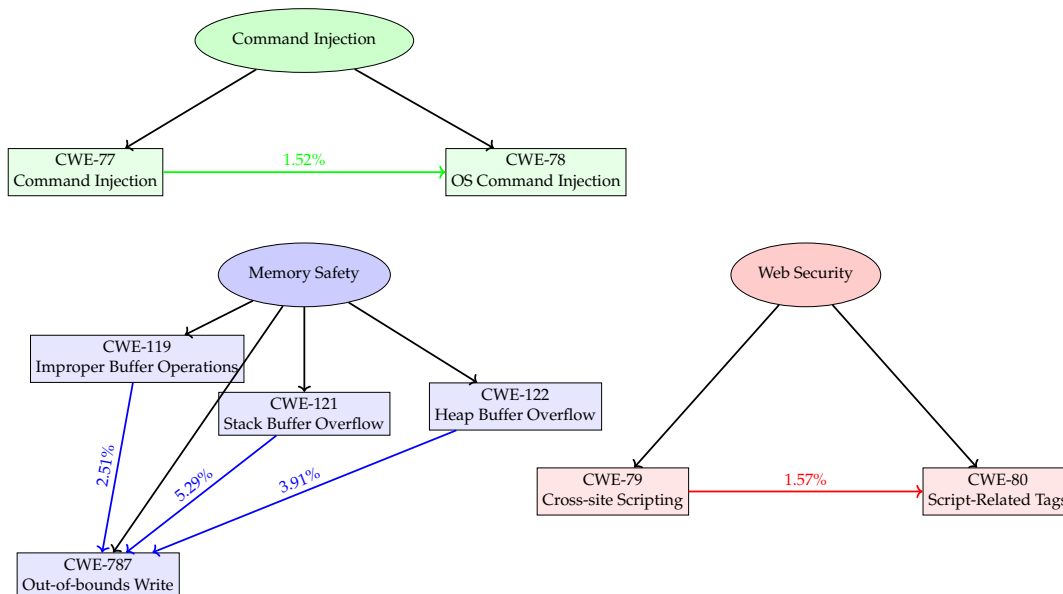 Command Injection
CWE-77
Command Injection
1.52%
CWE-78
OS Command Injection
Memory Safety
Web Security
CWE-119
Improper Buffer Operations
CWE-121
Stack Buffer Overflow
CWE-122
Heap Buffer Overflow
2.51%
5.29%
3.91%
CWE-79
Cross-site Scripting
1.57%
CWE-80
Script-Related Tags
CWE-787
Out-of-bounds Write